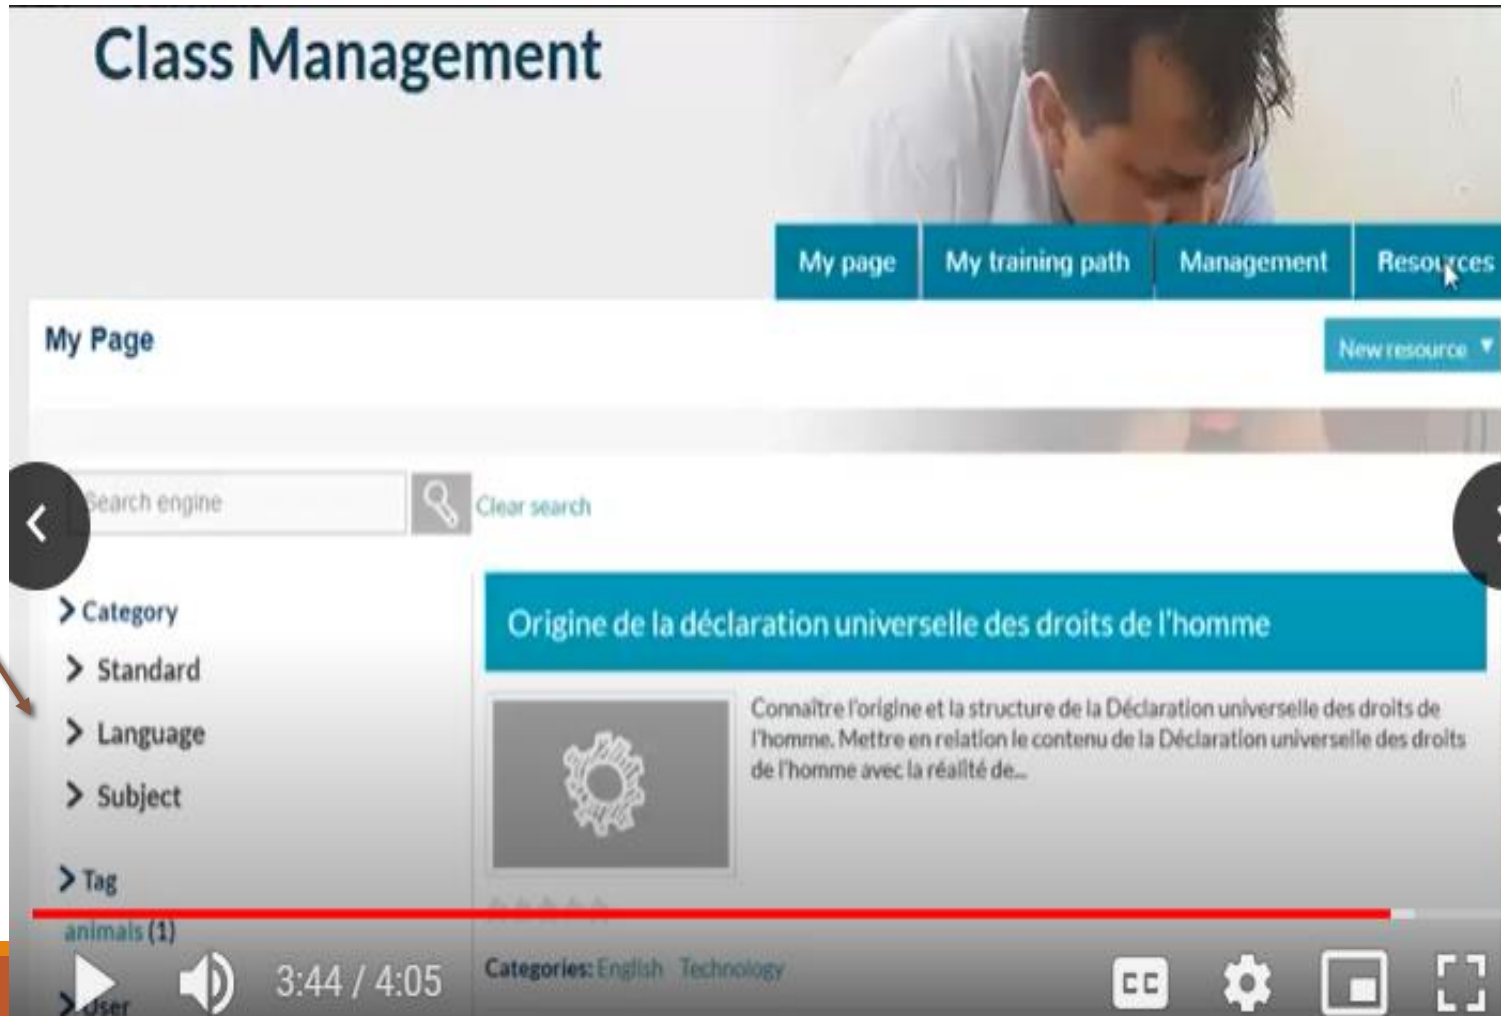 Class Management
My page My training path Management Resources
My Page
New resource
Search engine
Clear search
Category
Standard
Language
Subject
Tag
animals (1)
User
Origine de la déclaration universelle des droits de l'homme
Connaître l'origine et la structure de la Déclaration universelle des droits de
l'homme. Mettre en relation le contenu de la Déclaration universelle des droits
de l'homme avec la réalité de...
Categories: English Technology
3:44 / 4:05
CC